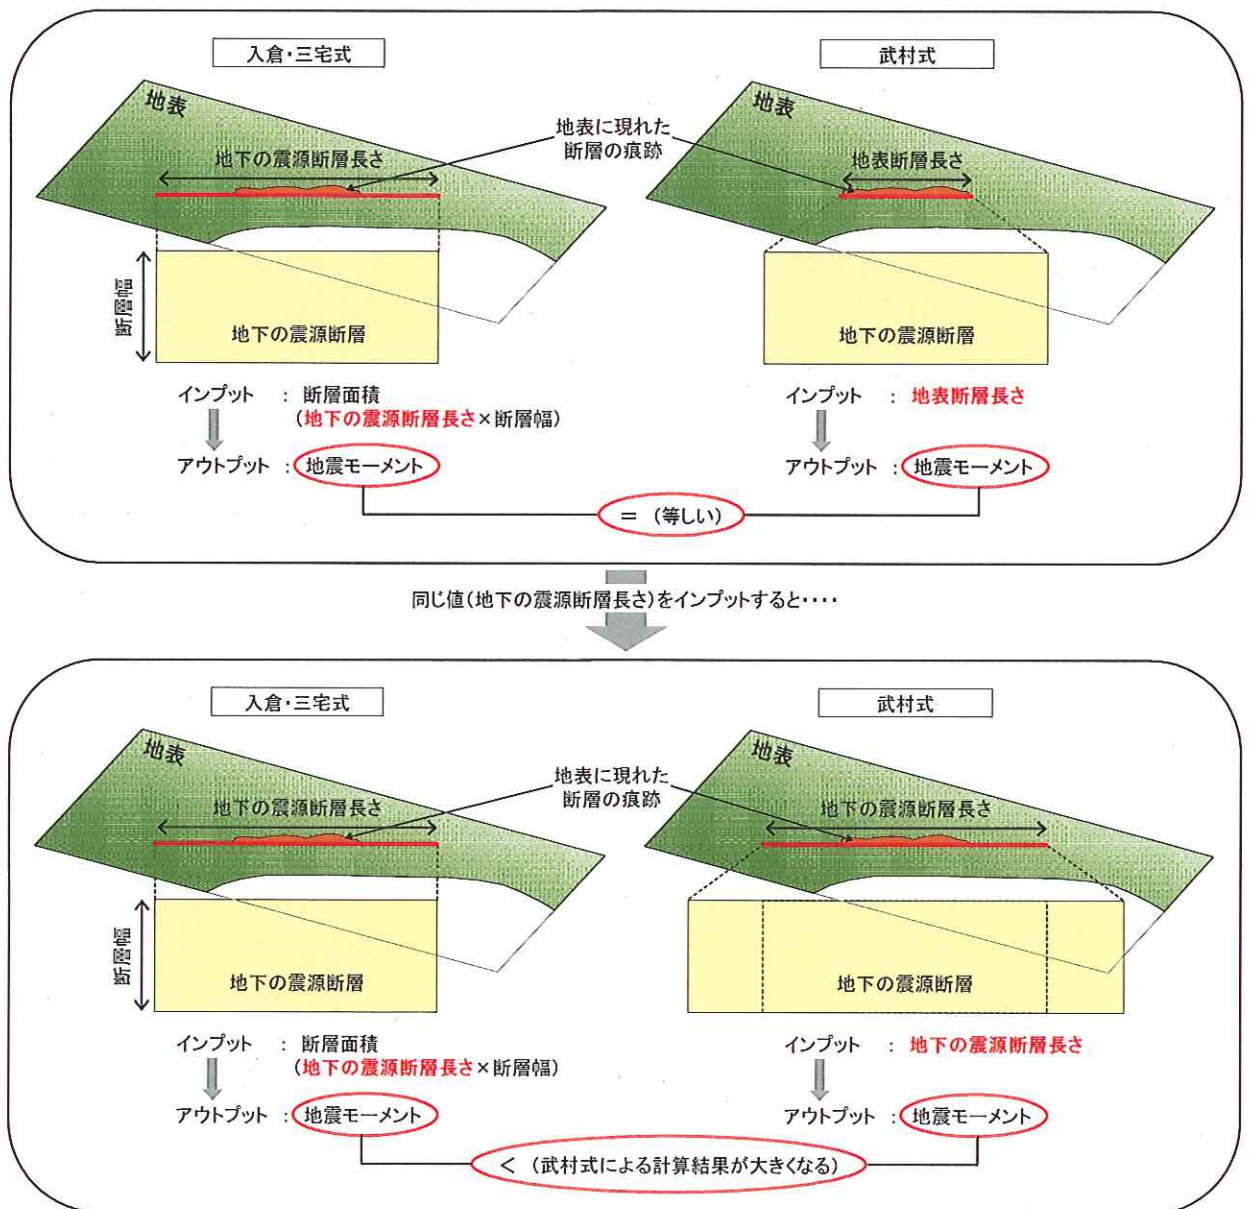 入倉・三宅式
地表
地下の震源断層長さ
断層幅
地下の震源断層
インプット : 断層面積
(地下の震源断層長さ×断層幅)
アウトプット : 地震モーメント
地表に現れた
断層の痕跡
武村式
地表
地表断層長さ
地下の震源断層
インプット : 地表断層長さ
アウトプット : 地震モーメント
= (等しい)
同じ値(地下の震源断層長さ)をインプットすると・・・・
入倉・三宅式
地表
地下の震源断層長さ
断層幅
地下の震源断層
インプット : 断層面積
(地下の震源断層長さ×断層幅)
アウトプット : 地震モーメント
地表に現れた
断層の痕跡
武村式
地表
地下の震源断層長さ
地下の震源断層
インプット : 地下の震源断層長さ
アウトプット : 地震モーメント
< (武村式による計算結果が大きくなる)